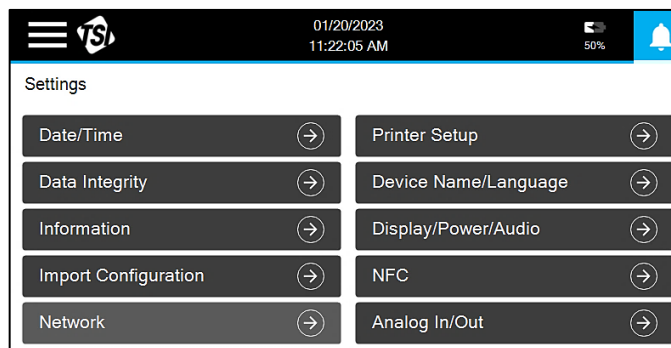 TSI
01/20/2023
11:22:05 AM
50%
Settings
Date/Time
Printer Setup
Data Integrity
Device Name/Language
Information
Display/Power/Audio
Import Configuration
NFC
Network
Analog In/Out